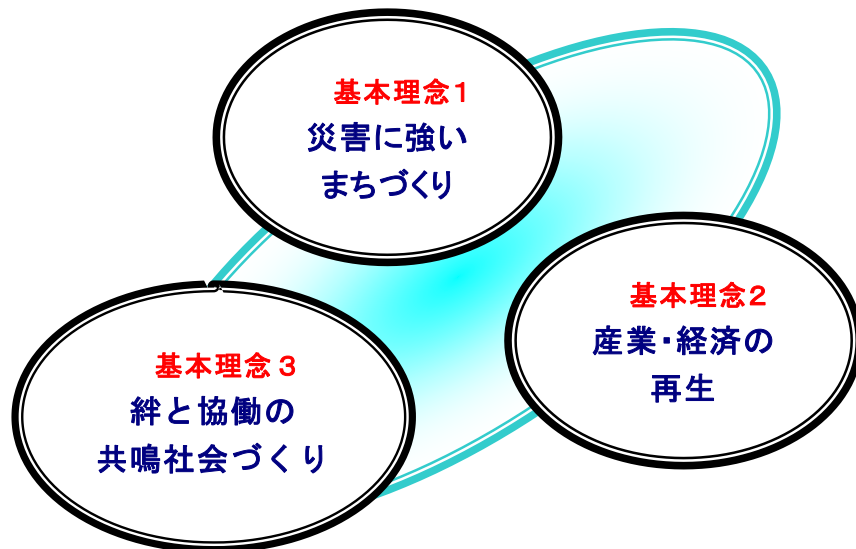 基本理念1
災害に強い
まちづくり
基本理念2
産業・経済の
再生
基本理念3
絆と協働の
共鳴社会づくり